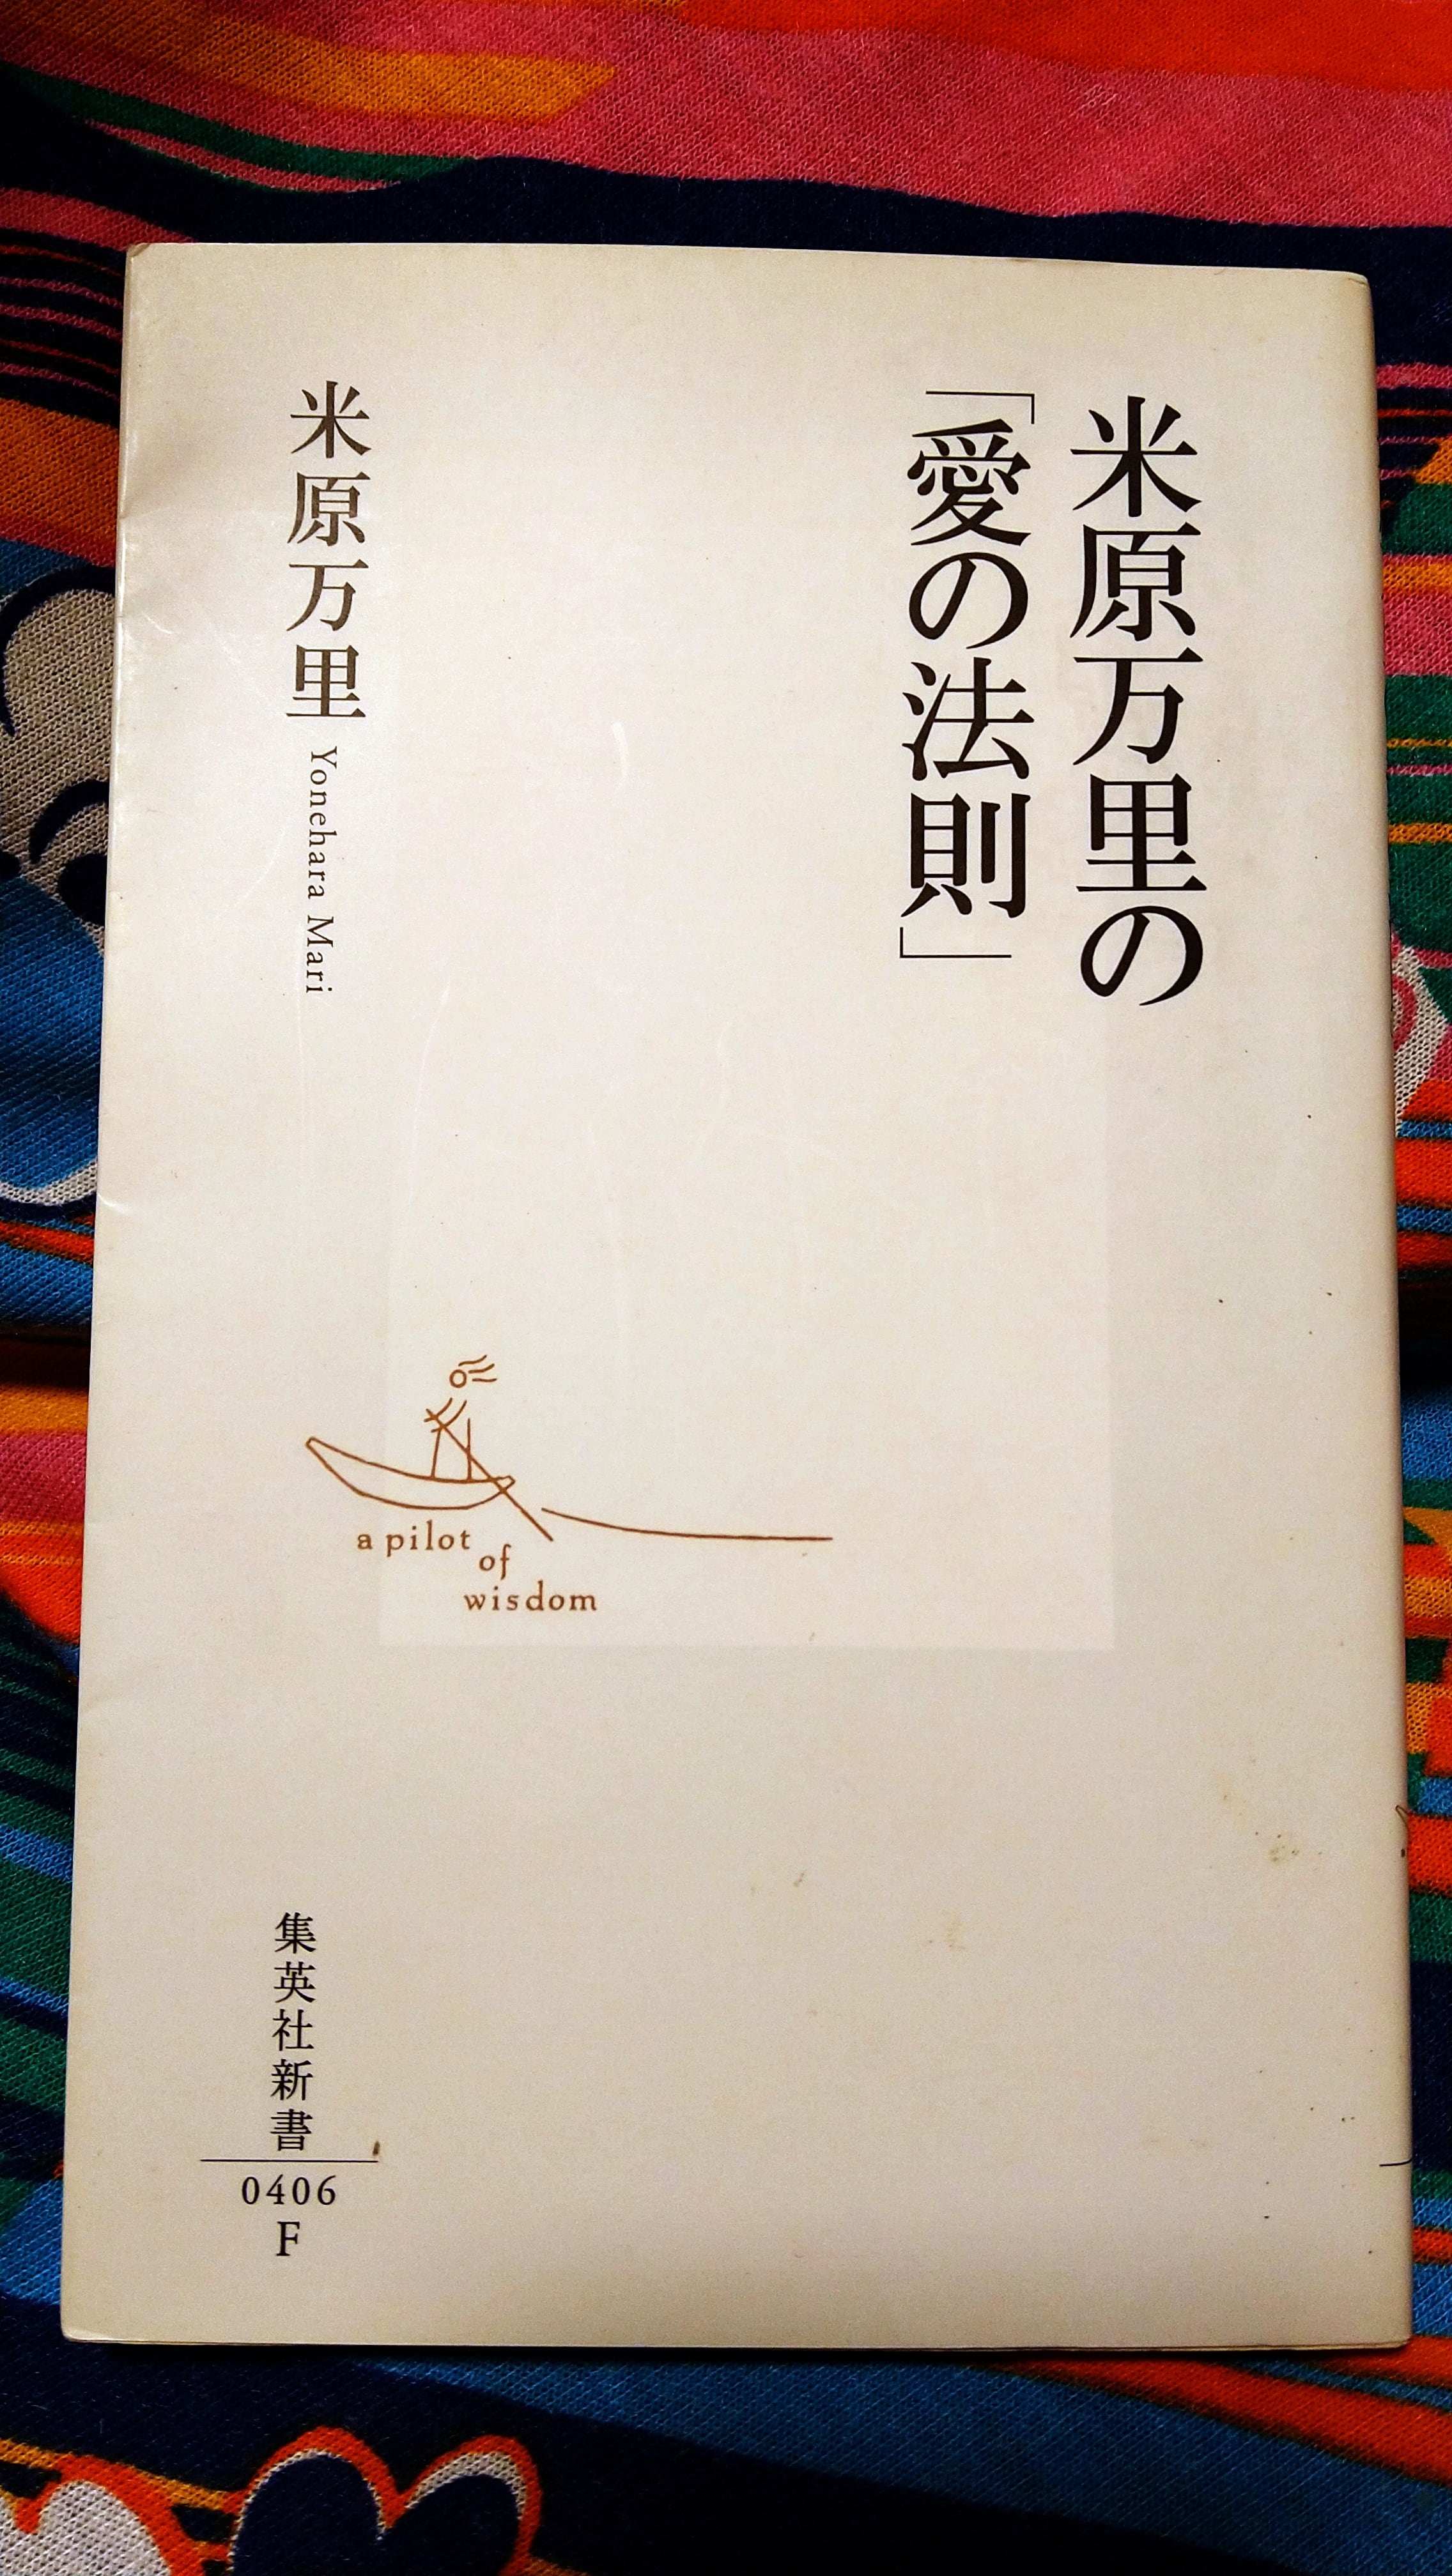 米原万里の
「愛の法則」
米原万里 Yonehara Mari
a pilot
of
wisdom
集英社新書
0406
F